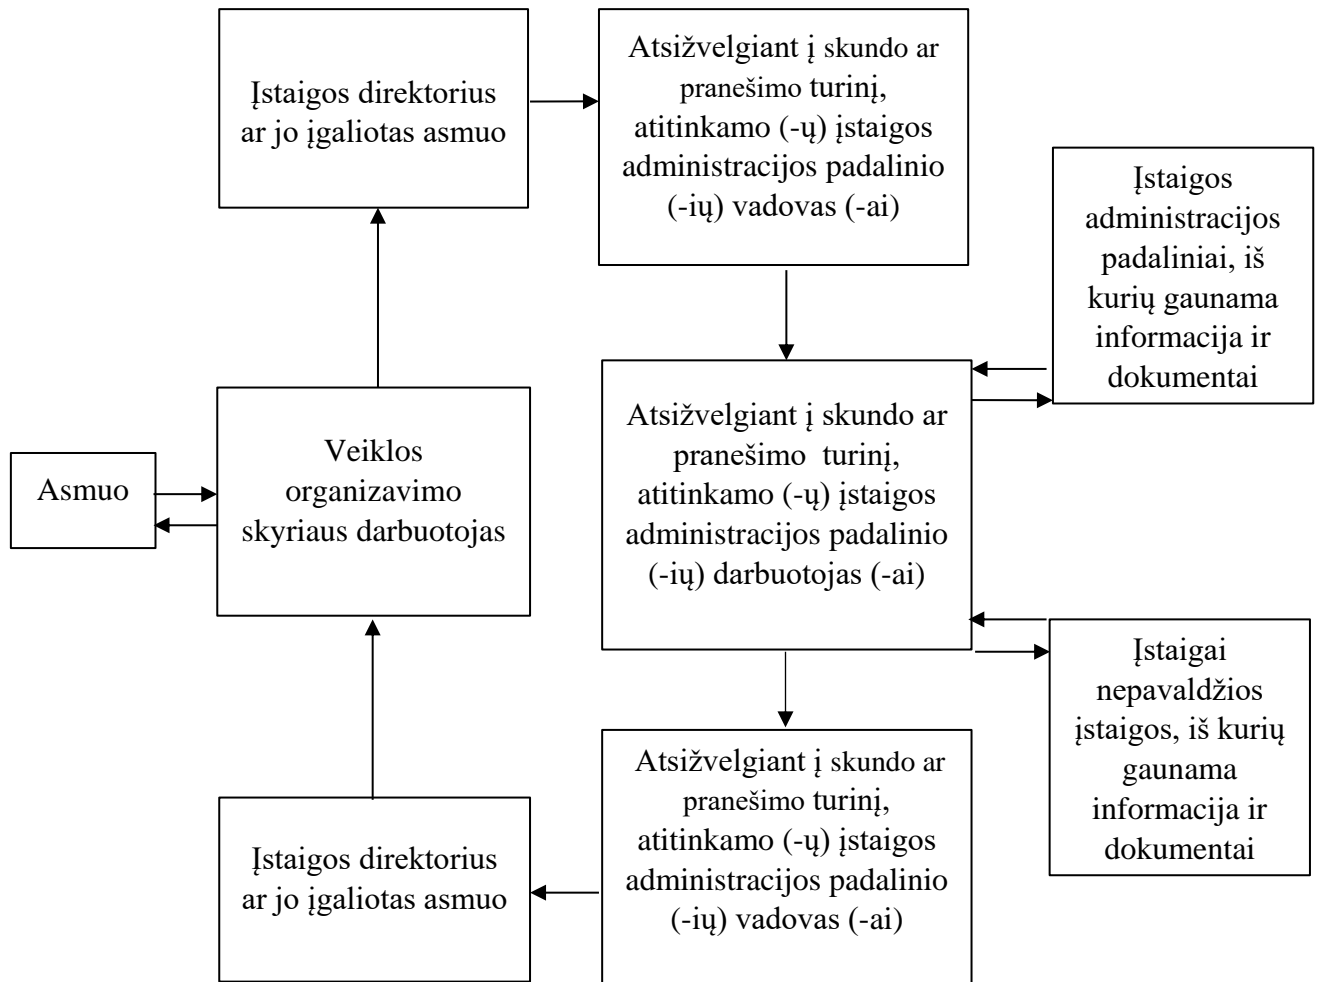 Įstaigos direktorius
ar jo įgaliotas asmuo
Atsižvelgiant į skundo ar
pranešimo turinį,
atitinkamo (-ų) įstaigos
administracijos padalinio
(-ių) vadovas (-ai)
Įstaigos
administracijos
padaliniai, iš
kurių gaunama
informacija ir
dokumentai
Asmuo
Veiklos
organizavimo
skyriaus darbuotojas
Atsižvelgiant į skundo ar
pranešimo turinį,
atitinkamo (-ų) įstaigos
administracijos padalinio
(-ių) darbuotojas (-ai)
Įstaigai
nepavaldžios
įstaigos, iš kurių
gaunama
informacija ir
dokumentai
Įstaigos direktorius
ar jo įgaliotas asmuo
Atsižvelgiant į skundo ar
pranešimo turinį,
atitinkamo (-ų) įstaigos
administracijos padalinio
(-ių) vadovas (-ai)